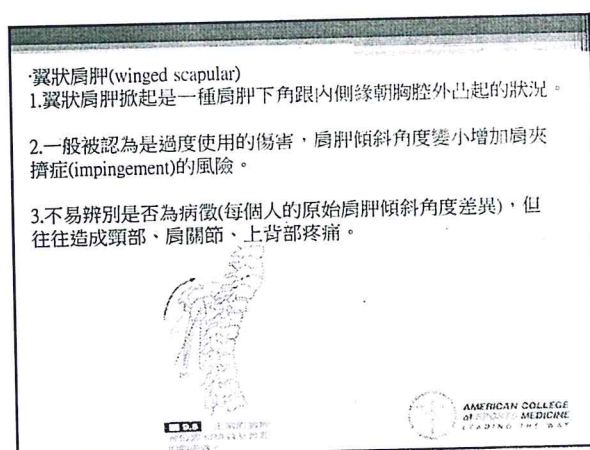 ·翼狀肩胛(winged scapular)
1.翼狀肩胛掀起是一種肩胛下角跟內側緣朝胸腔外凸起的狀況。
2.一般被認為是過度使用的傷害，肩胛傾斜角度變小增加肩夾
擠症(impingement)的風險。
3.不易辨別是否為病徵(每個人的原始肩胛傾斜角度差異)，但
往往造成頸部、肩關節、上背部疼痛。
AMERICAN COLLEGE
of SPORTS MEDICINE
LEADING THE WAY